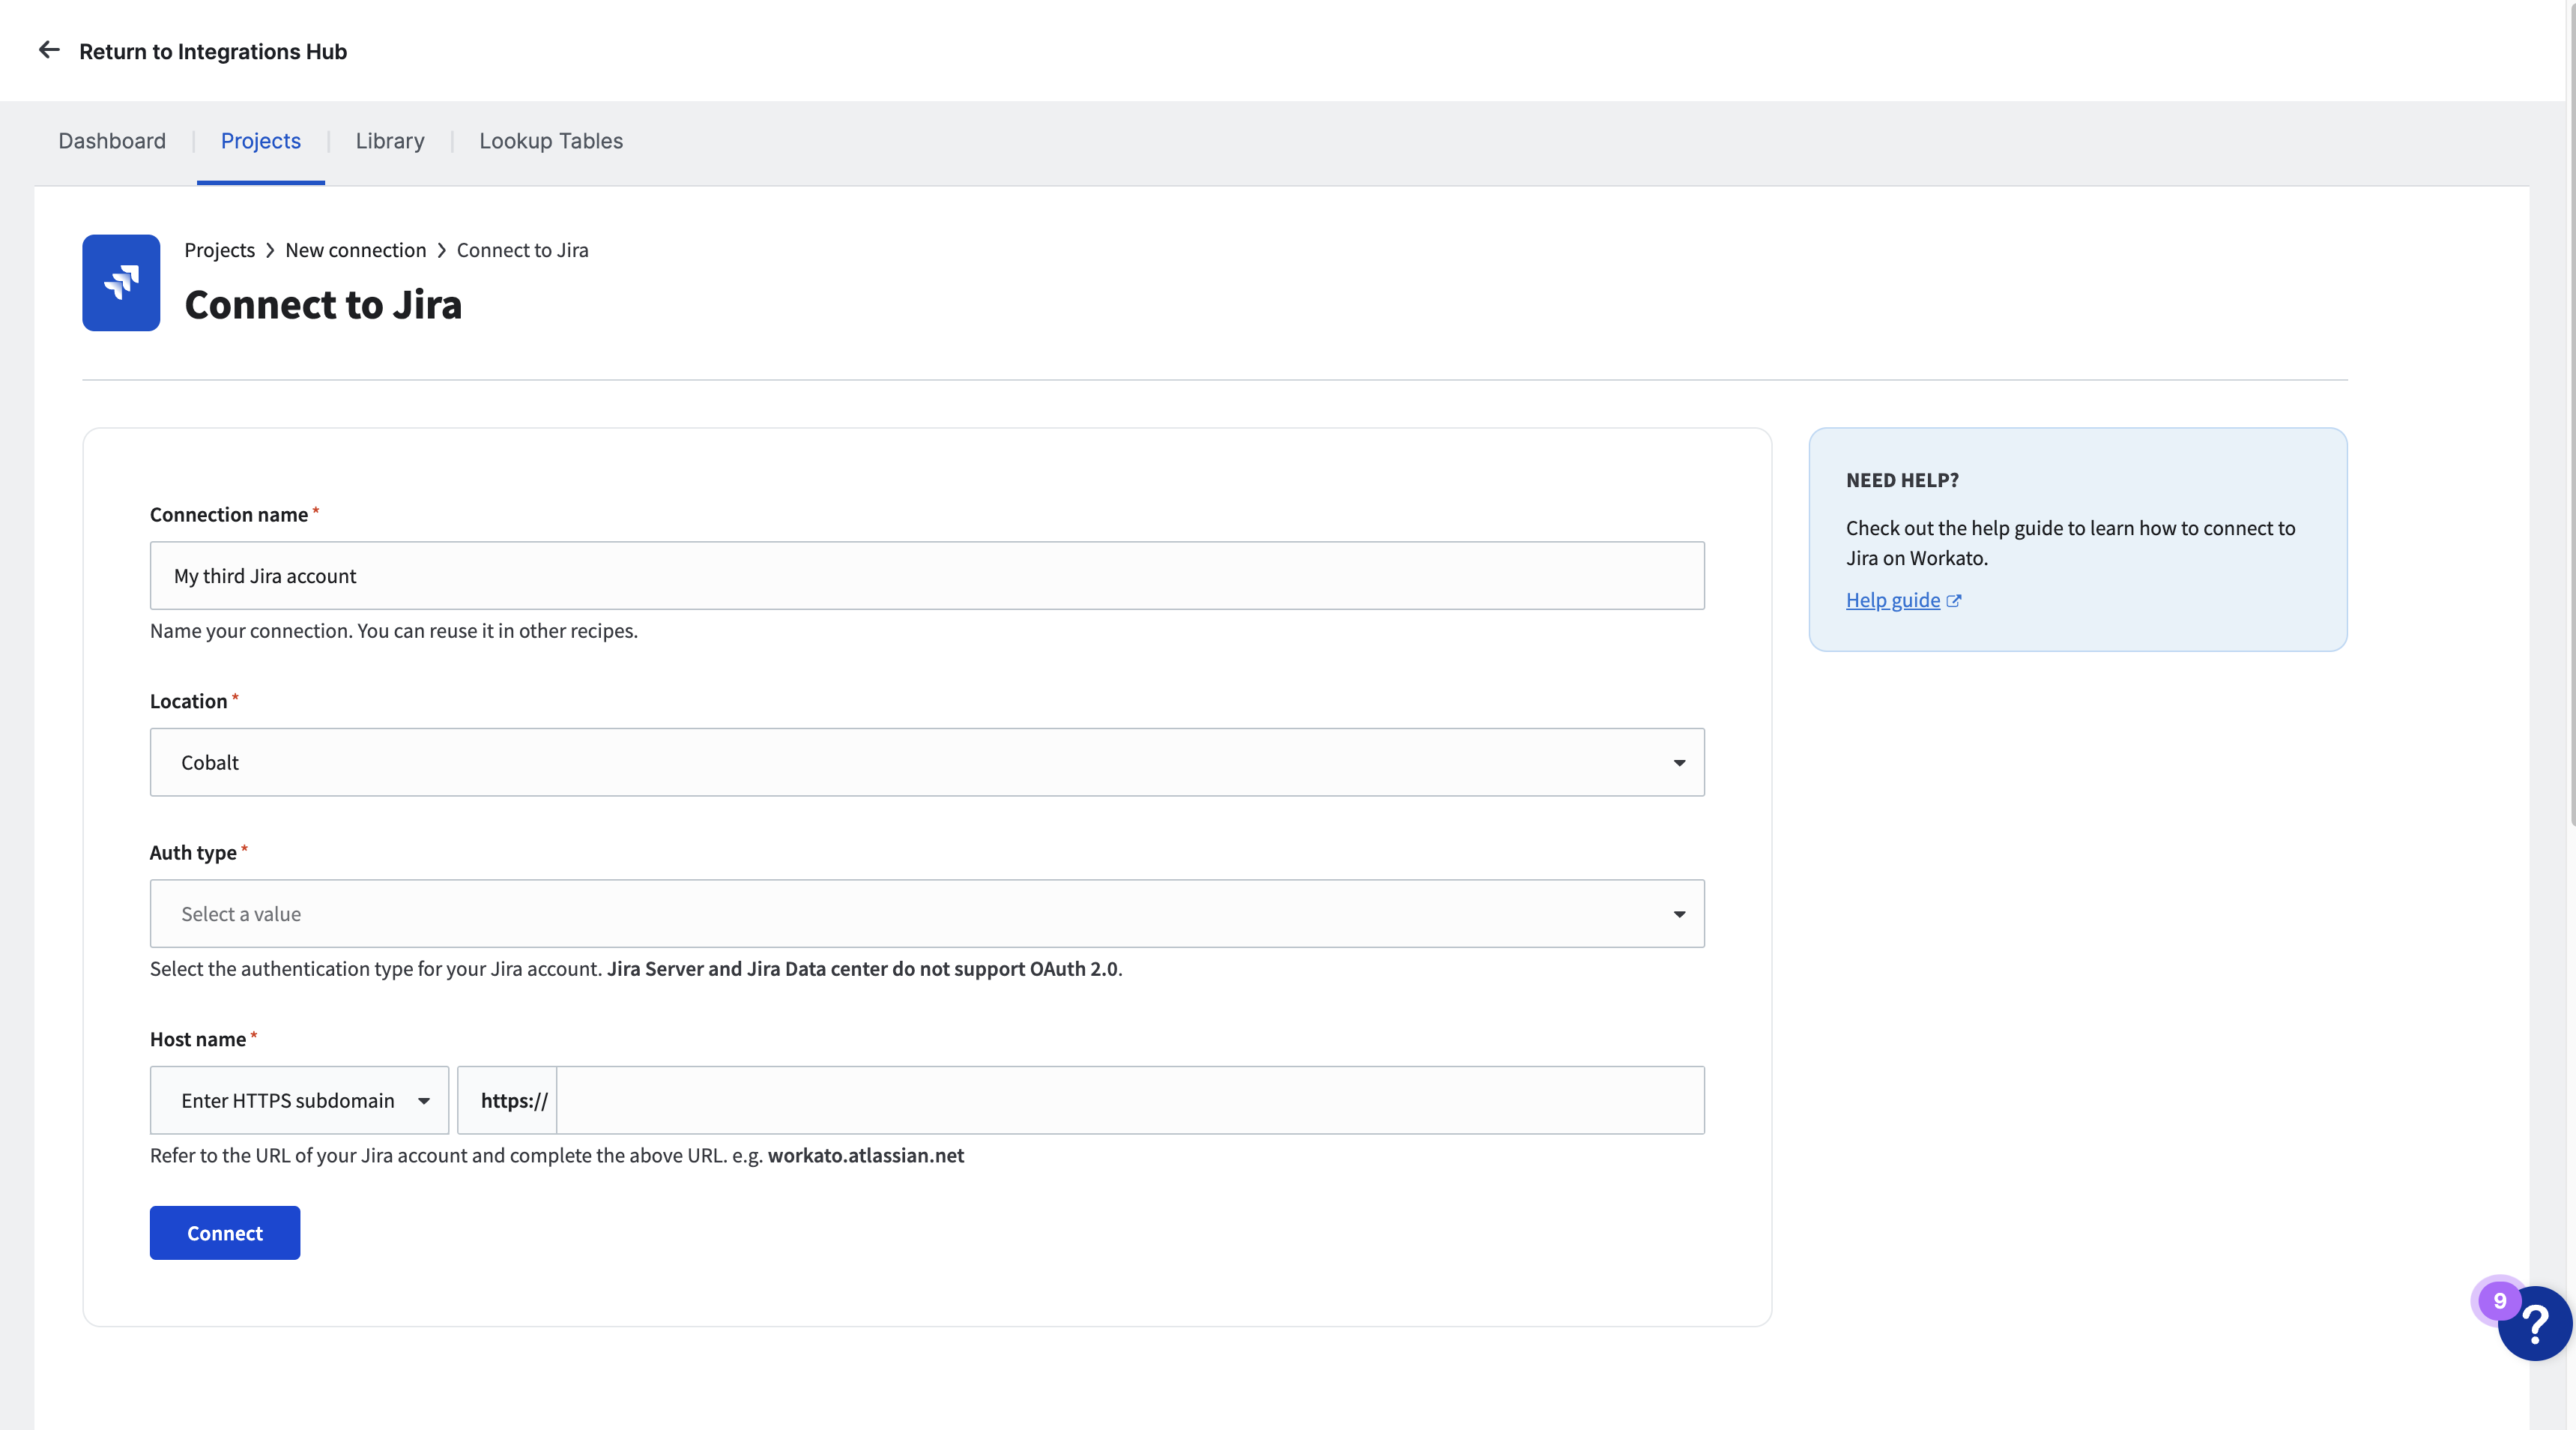 Return to Integrations Hub
Dashboard | Projects | Library | Lookup Tables
Projects > New connection > Connect to Jira
Connect to Jira
Connection name *
My third Jira account
Name your connection. You can reuse it in other recipes.
Location *
Cobalt
Auth type *
Select a value
Select the authentication type for your Jira account. Jira Server and Jira Data center do not support OAuth 2.0.
Host name *
Enter HTTPS subdomain https://
Refer to the URL of your Jira account and complete the above URL. e.g. workato.atlassian.net
Connect
NEED HELP?
Check out the help guide to learn how to connect to
Jira on Workato.
Help guide
9
?